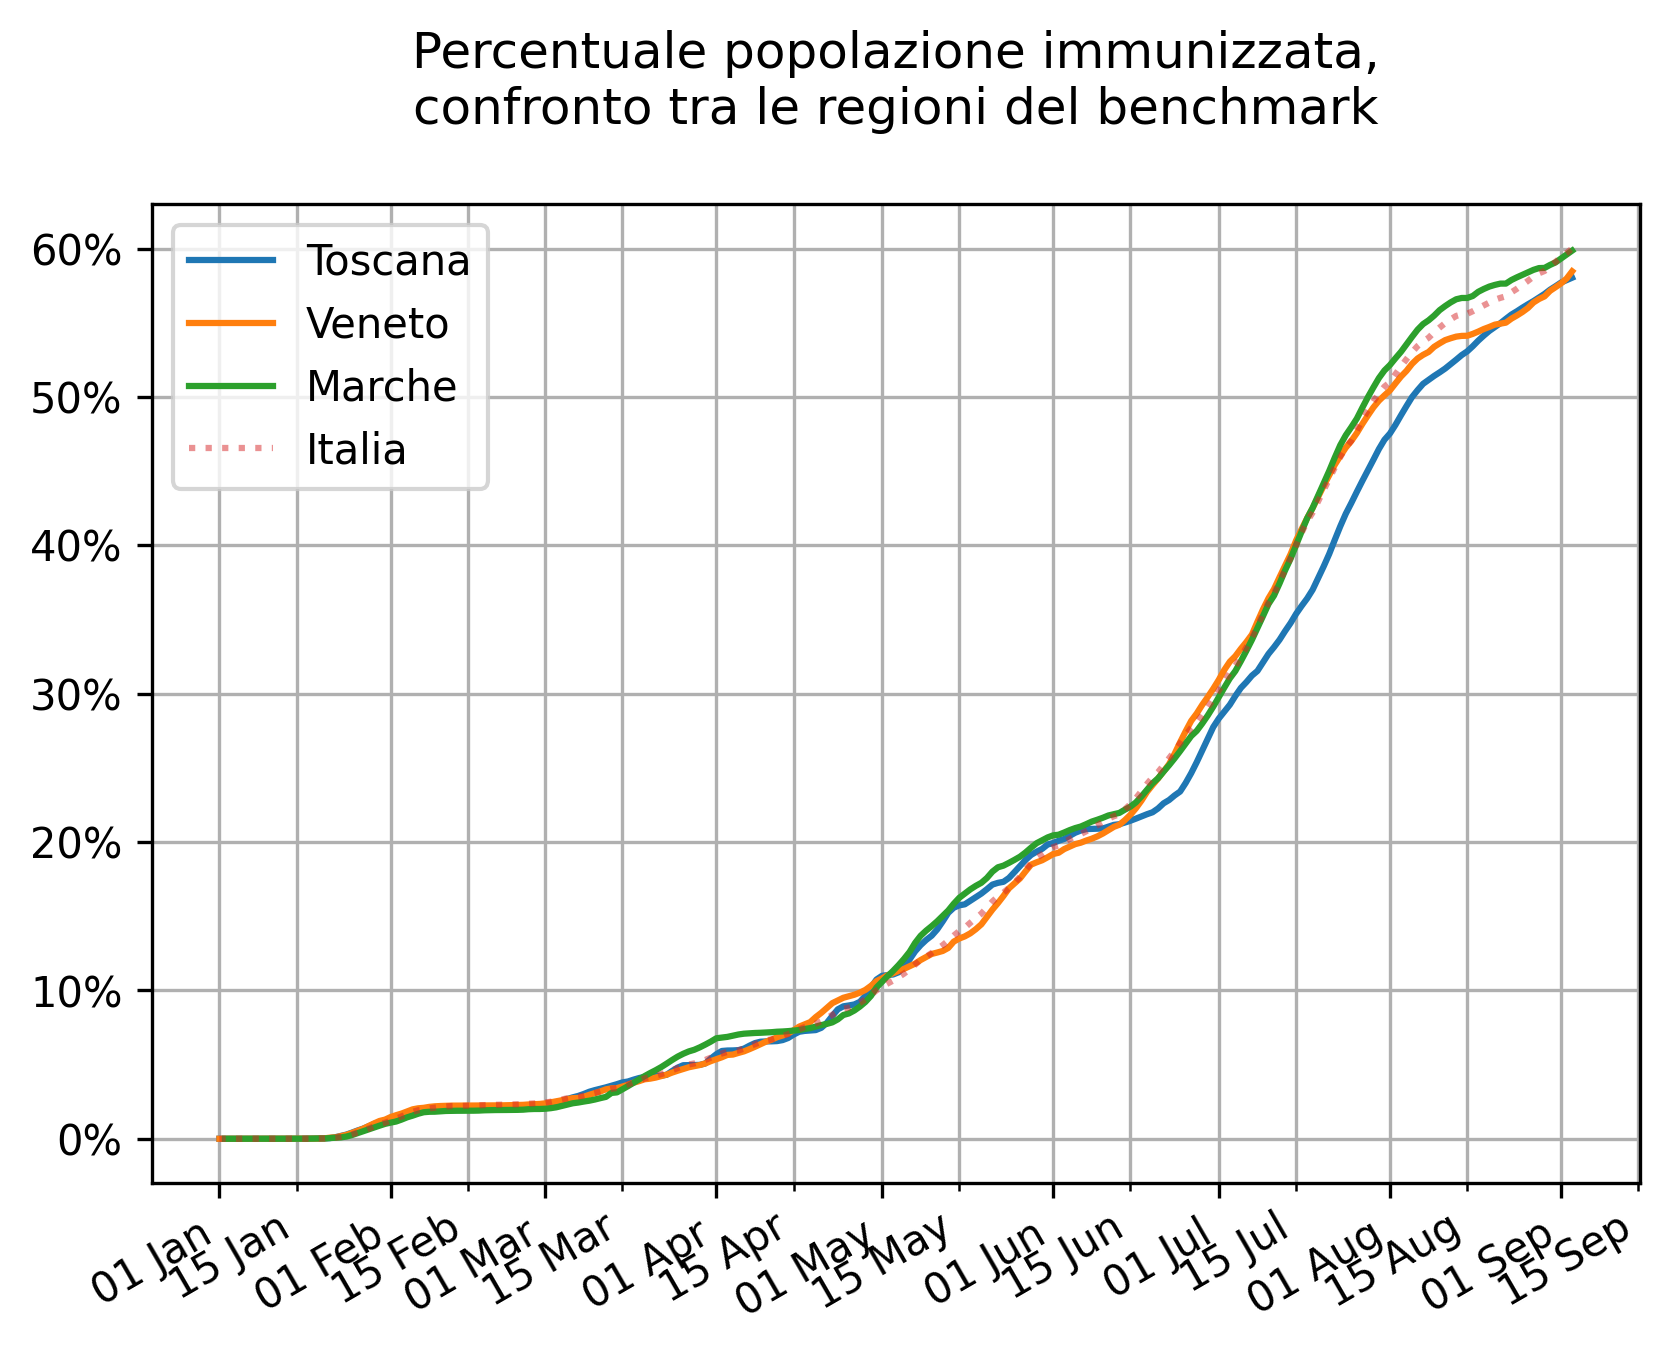 Percentuale popolazione immunizzata,
confronto tra le regioni del benchmark
60%
50%
40%
30%
20%
10%
0%
Toscana
Veneto
Marche
Italia
01 Jan
15 Jan
01 Feb
15 Feb
01 Mar
15 Mar
01 Apr
15 Apr
01 May
15 May
01 Jun
15 Jun
01 Jul
15 Jul
01 Aug
15 Aug
01 Sep
15 Sep